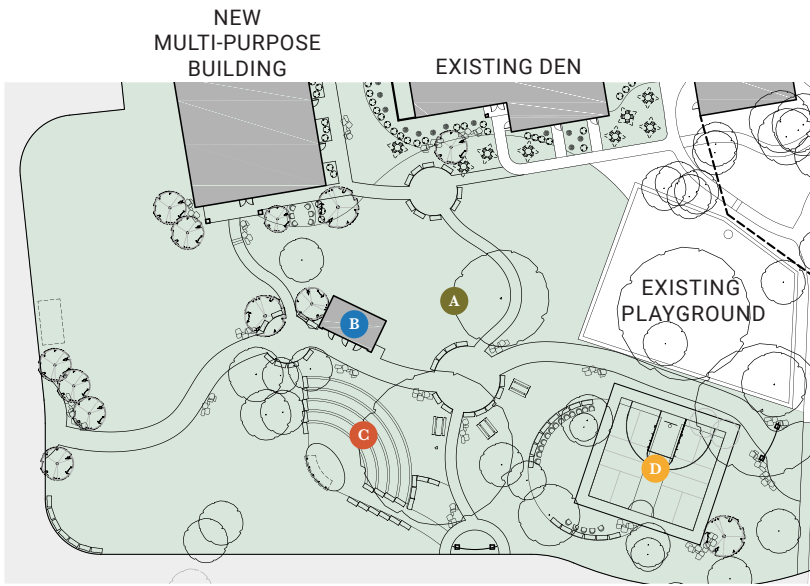 NEW
MULTI-PURPOSE
BUILDING
EXISTING DEN
EXISTING
PLAYGROUND
A
B
C
D